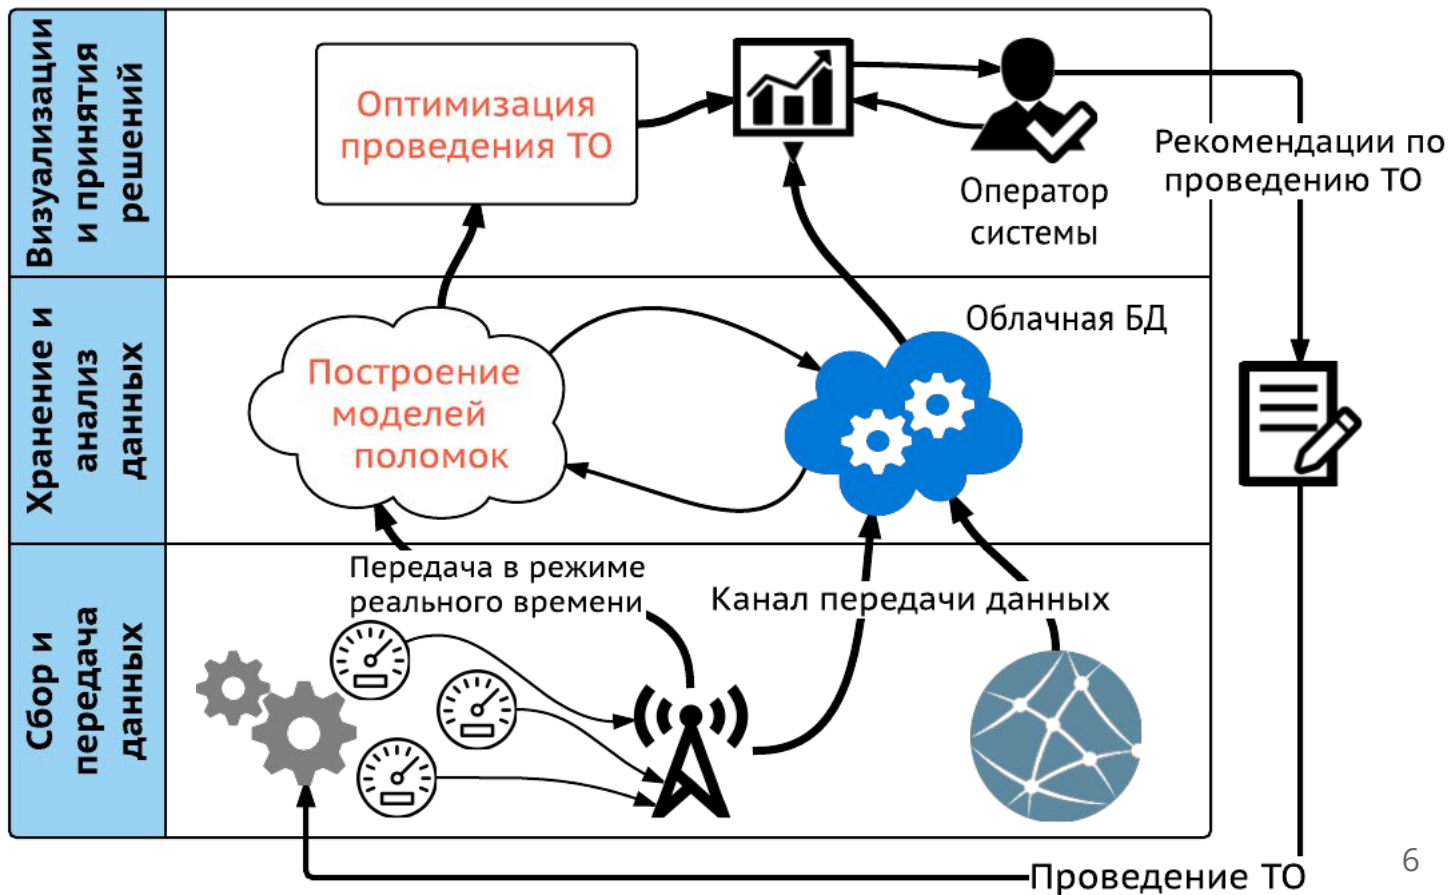 Визуализации
и принятия
решений
Оптимизация
проведения ТО
Оператор
системы
Рекомендации по
проведению ТО
Хранение и
анализ
данных
Построение
моделей
поломок
Облачная БД
Сбор и
передача
данных
Передача в режиме
реального времени
Канал передачи данных
Проведение ТО
6